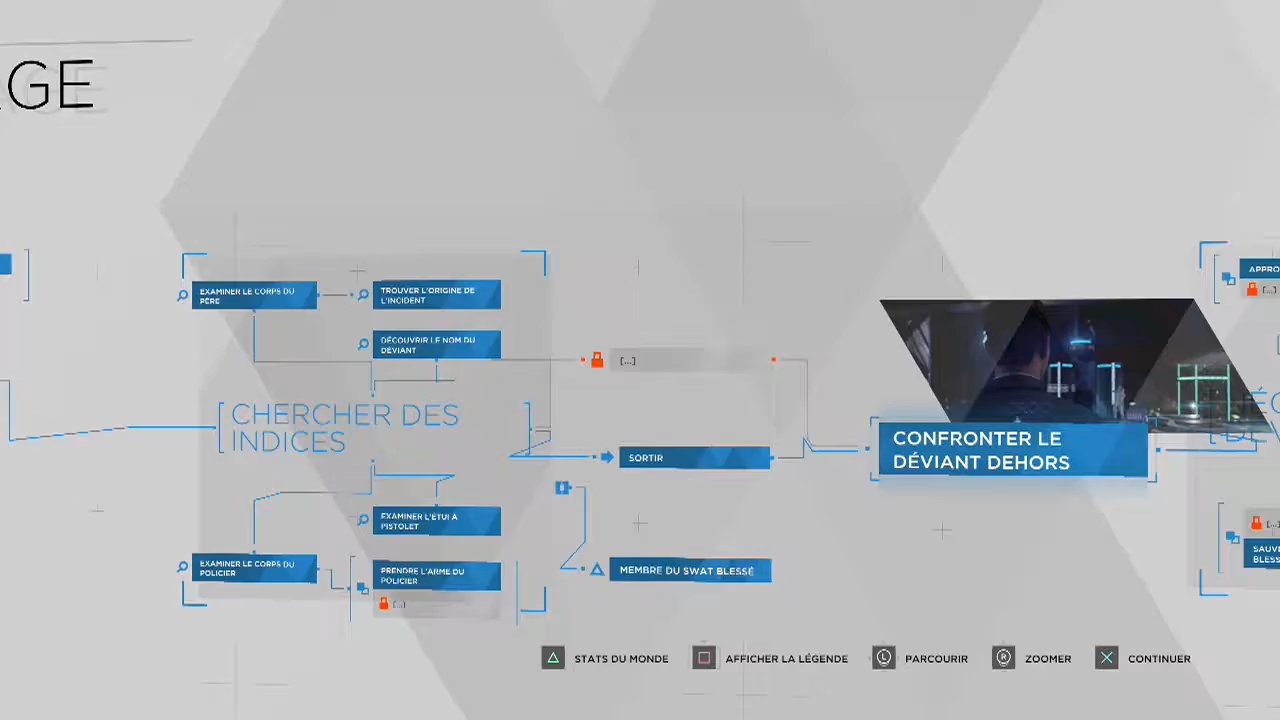 AGE
EXAMINER LE CORPS DU
PÈRE
TROUVER L'ORIGINE DE
L'INCIDENT
DÉCOUVRIR LE NOM DU
DÉVIANT
[...]
CHERCHER DES
INDICES
SORTIR
CONFRONTER LE
DÉVIANT DEHORS
APPRO
[...]
EXAMINER L'ÉTUI À
PISTOLET
EXAMINER LE CORPS DU
POLICIER
PRENDRE L'ARME DU
POLICIER
[...]
MEMBRE DU SWAT BLESSÉ
[...]
SAUVE
BLESS
STATS DU MONDE
AFFICHER LA LÉGENDE
L
PARCOURIR
R
ZOOMER
CONTINUER